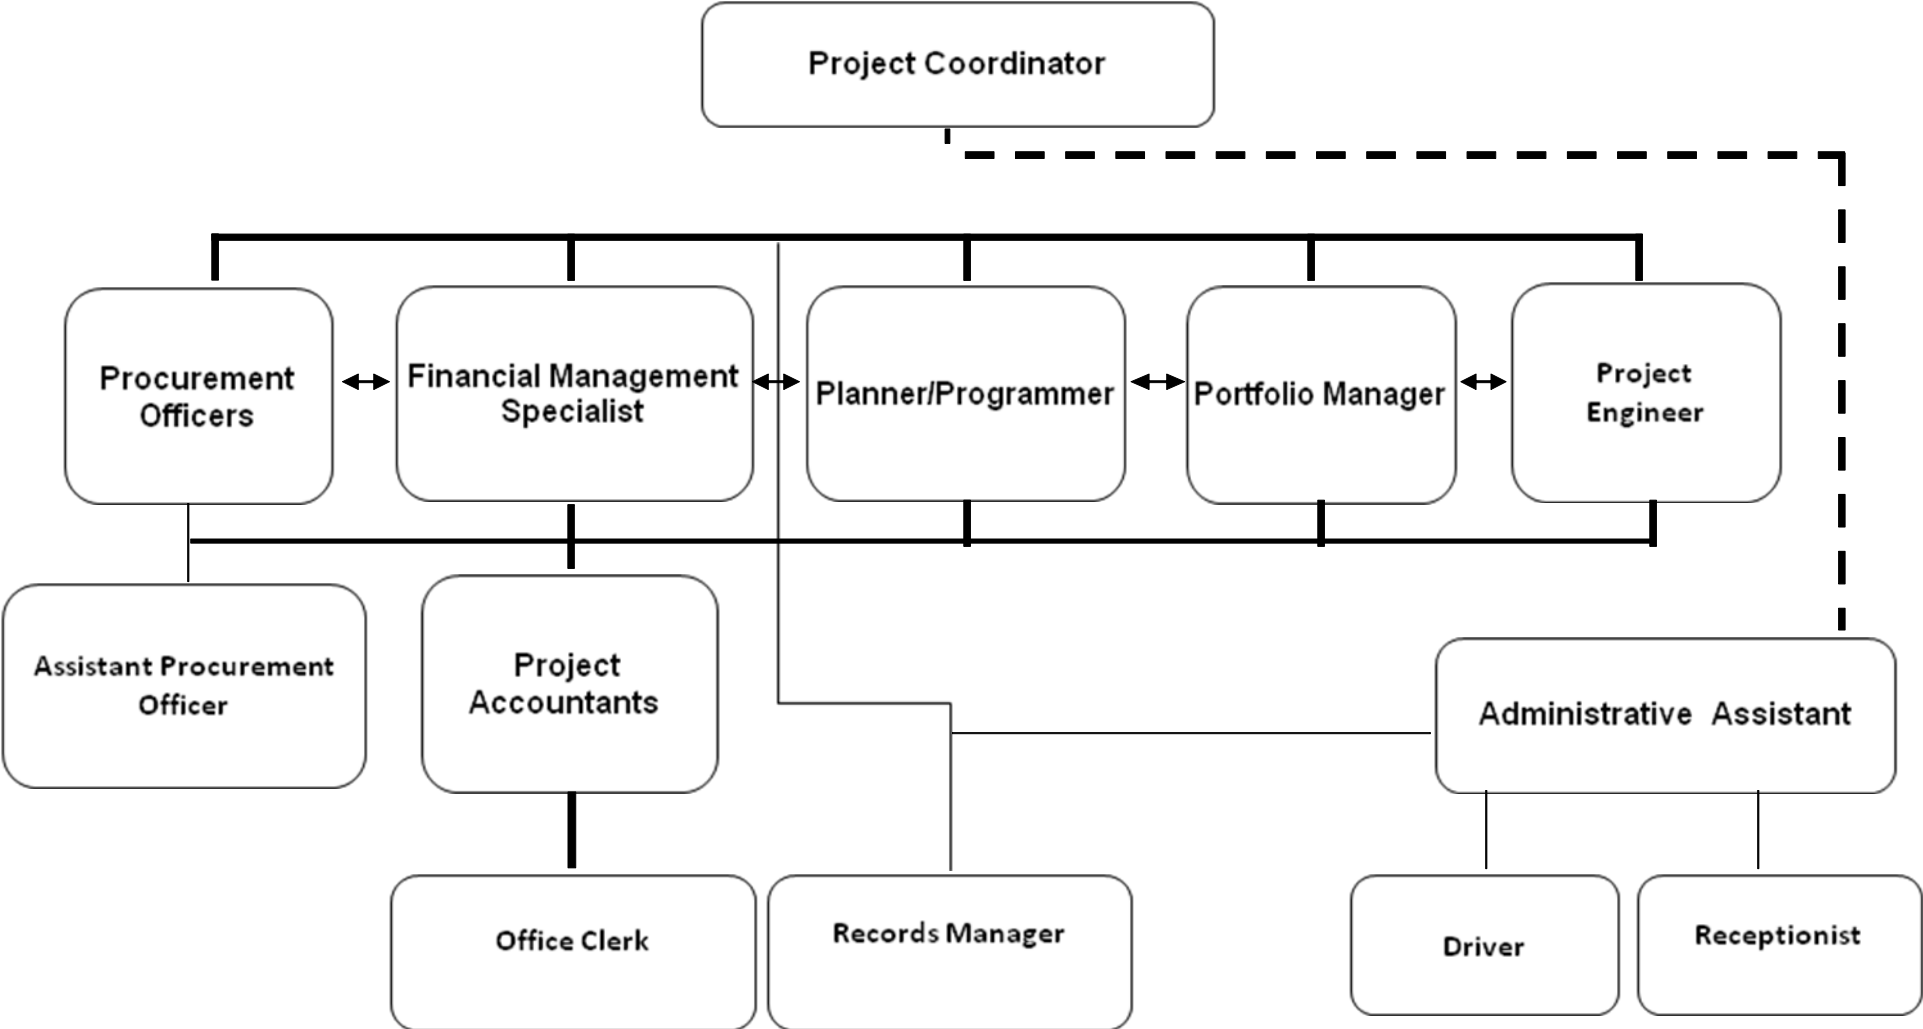 Project Coordinator
Procurement
Officers
Financial Management
Specialist
Planner/Programmer
Portfolio Manager
Project
Engineer
Assistant Procurement
Officer
Project
Accountants
Administrative Assistant
Office Clerk
Records Manager
Driver
Receptionist